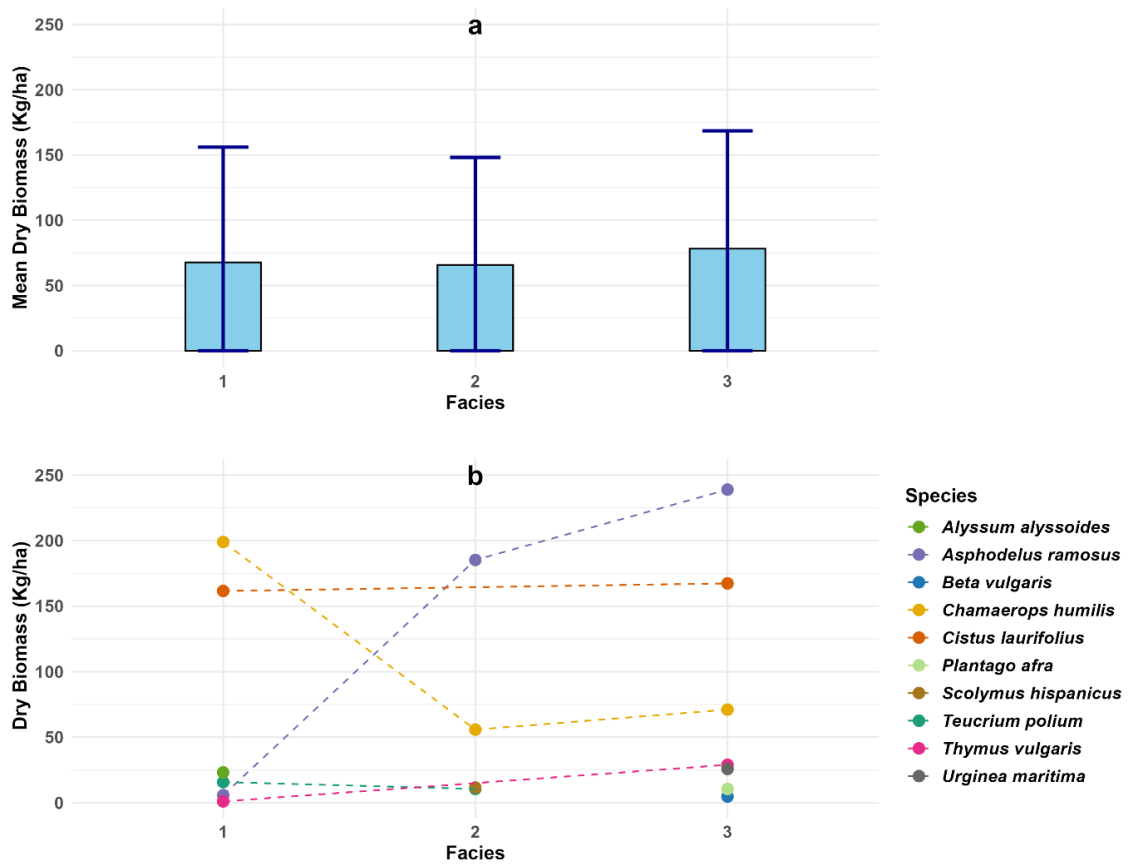 a
Mean Dry Biomass (Kg/ha)
250
200
150
100
50
0
1 2 3
Facies
b
Dry Biomass (Kg/ha)
250
200
150
100
50
0
1 2 3
Facies
Species
Alyssum alyssoides
Asphodelus ramosus
Beta vulgaris
Chamaerops humilis
Cistus laurifolius
Plantago afra
Scolymus hispanicus
Teucrium polium
Thymus vulgaris
Urginea maritima